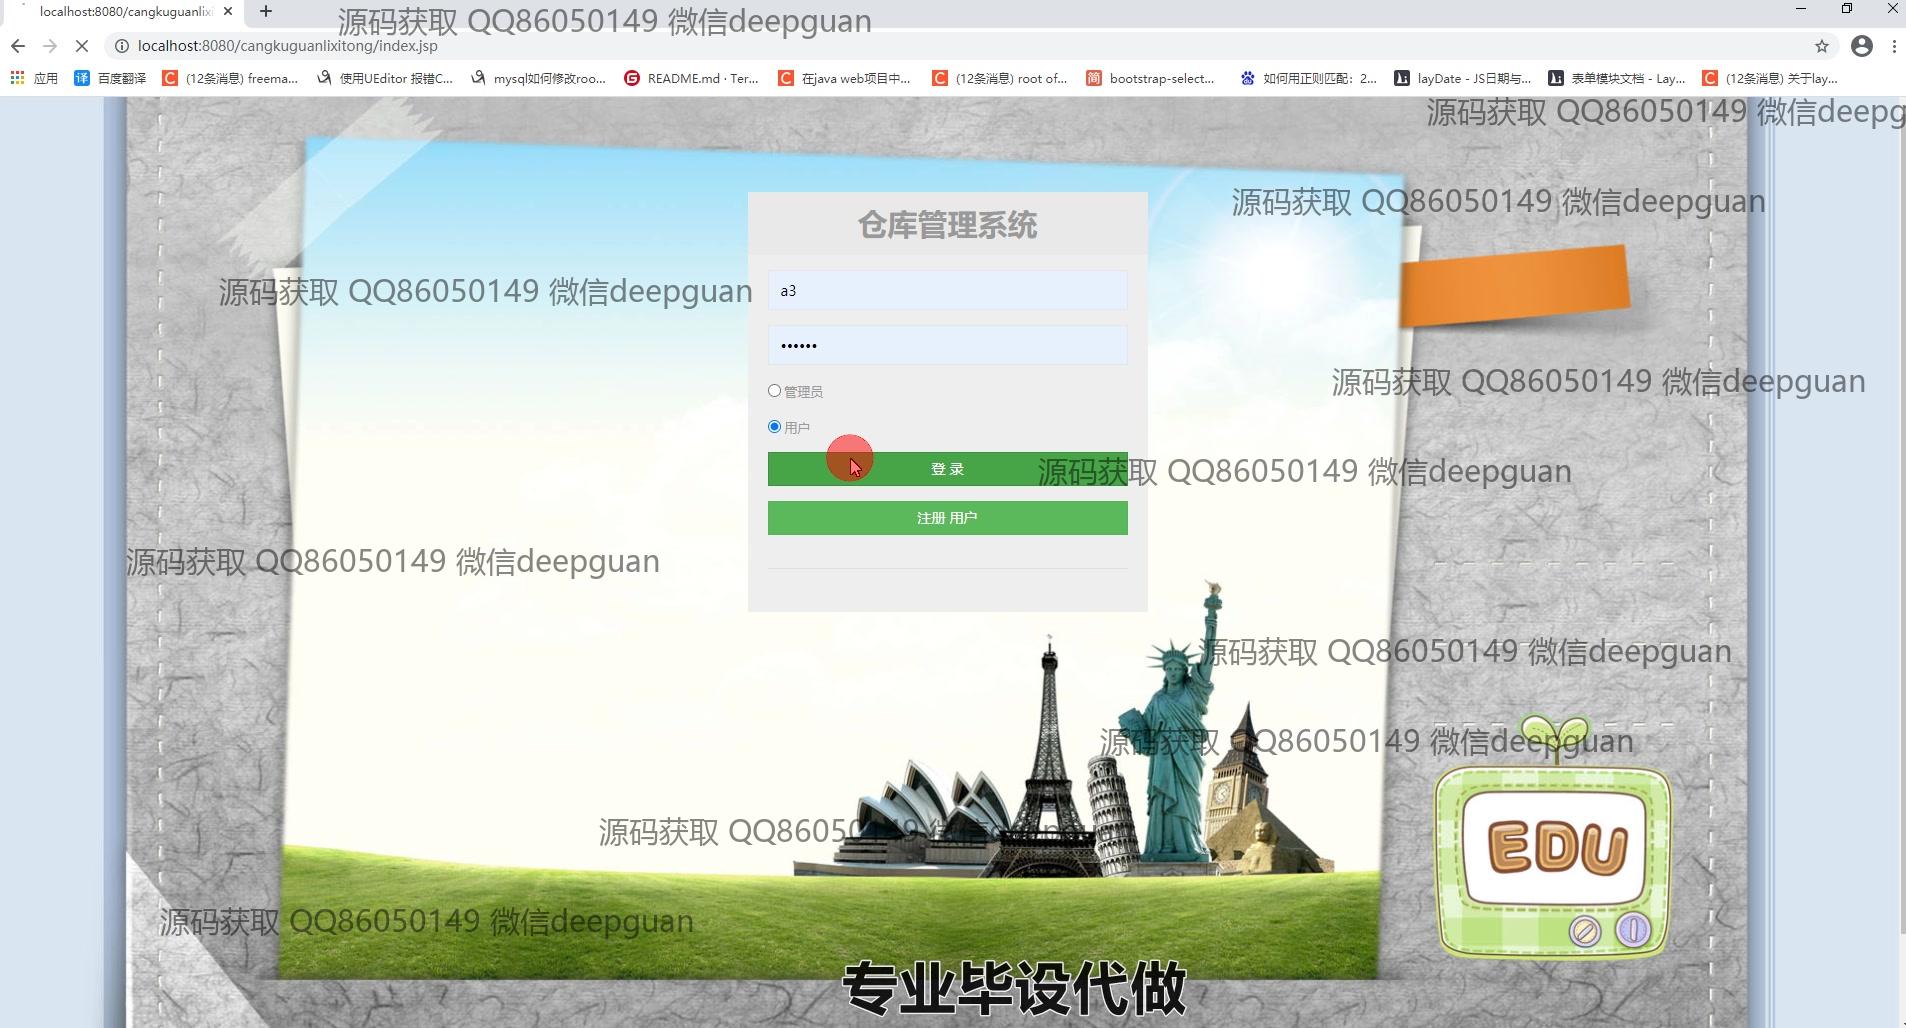 localhost:8080/cangkuguanlixi
源码获取 QQ86050149 微信deepguan
localhost:8080/cangkuguanlixitong/index.jsp
应用 百度翻译 (12条消息) freema... 使用UEditor 报错C... mysql如何修改roo... README.md · Ter... 在java web项目中... (12条消息) root of... bootstrap-select... 如何用正则匹配：2... layDate - JS日期与... 表单模块文档 - Lay... (12条消息) 关于lay...
源码获取 QQ86050149 微信deepg
源码获取 QQ86050149 微信deepguan
仓库管理系统
源码获取 QQ86050149 微信deepguan
a3
••••••
源码获取 QQ86050149 微信deepguan
管理员
用户
登 录
源码获取 QQ86050149 微信deepguan
注册 用户
源码获取 QQ86050149 微信deepguan
源码获取 QQ86050149 微信deepguan
源码获取 QQ86050149 微信deepguan
源码获取 QQ86050149 微信deepguan
EDU
源码获取 QQ86050149 微信deepguan
专业毕设代做